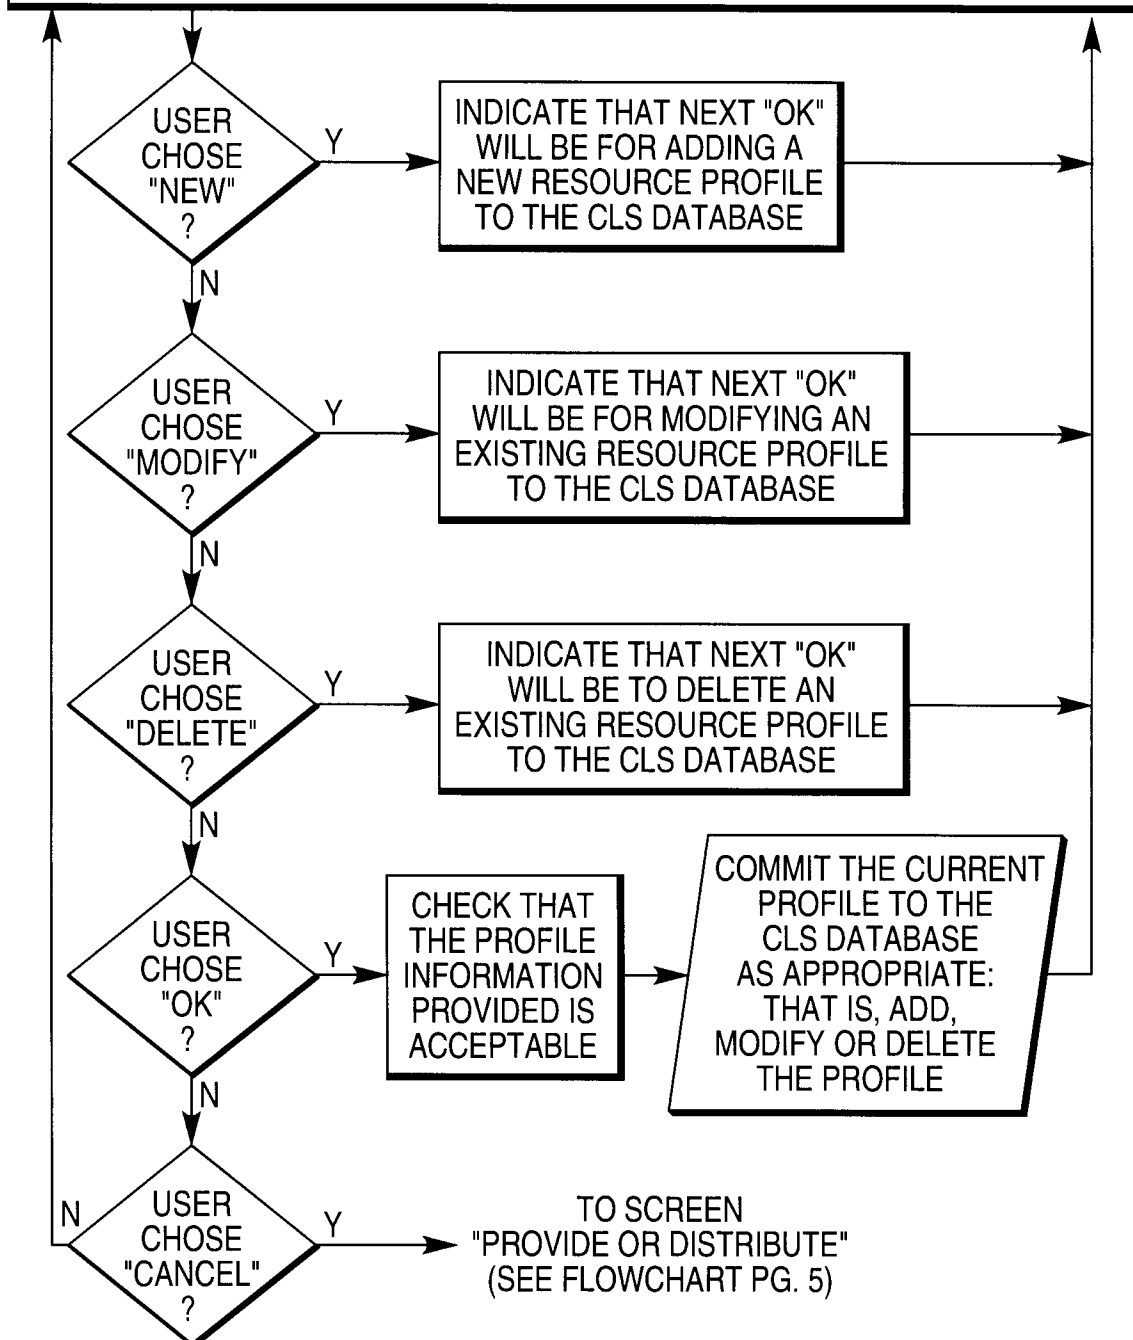 USER
CHOSE
"NEW"
?
Y
INDICATE THAT NEXT "OK"
WILL BE FOR ADDING A
NEW RESOURCE PROFILE
TO THE CLS DATABASE
N
USER
CHOSE
"MODIFY"
?
Y
INDICATE THAT NEXT "OK"
WILL BE FOR MODIFYING AN
EXISTING RESOURCE PROFILE
TO THE CLS DATABASE
N
USER
CHOSE
"DELETE"
?
Y
INDICATE THAT NEXT "OK"
WILL BE TO DELETE AN
EXISTING RESOURCE PROFILE
TO THE CLS DATABASE
N
USER
CHOSE
"OK"
?
Y
CHECK THAT
THE PROFILE
INFORMATION
PROVIDED IS
ACCEPTABLE
COMMIT THE CURRENT
PROFILE TO THE
CLS DATABASE
AS APPROPRIATE:
THAT IS, ADD,
MODIFY OR DELETE
THE PROFILE
N
N
USER
CHOSE
"CANCEL"
?
Y
TO SCREEN
"PROVIDE OR DISTRIBUTE"
(SEE FLOWCHART PG. 5)